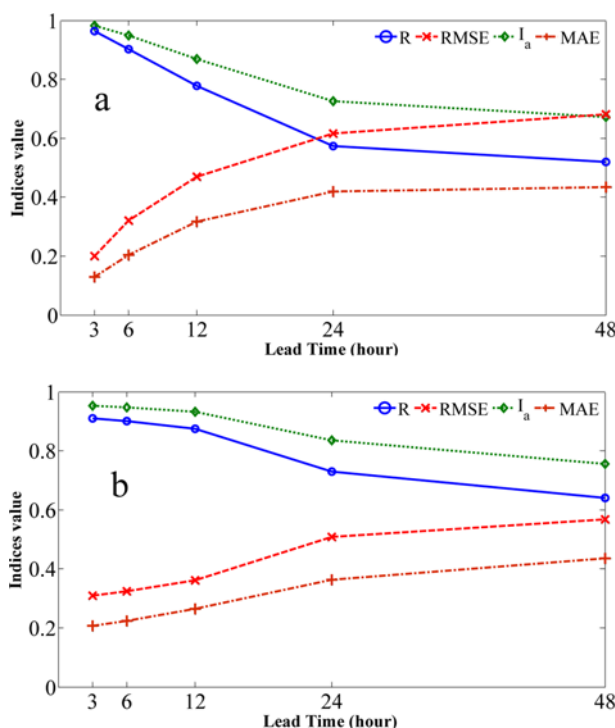 1
R RMSE I_a MAE
0.8
a
0.6
Indices value
0.4
0.2
0
3 6 12 24 48
Lead Time (hour)
1
R RMSE I_a MAE
0.8
b
0.6
Indices value
0.4
0.2
0
3 6 12 24 48
Lead Time (hour)